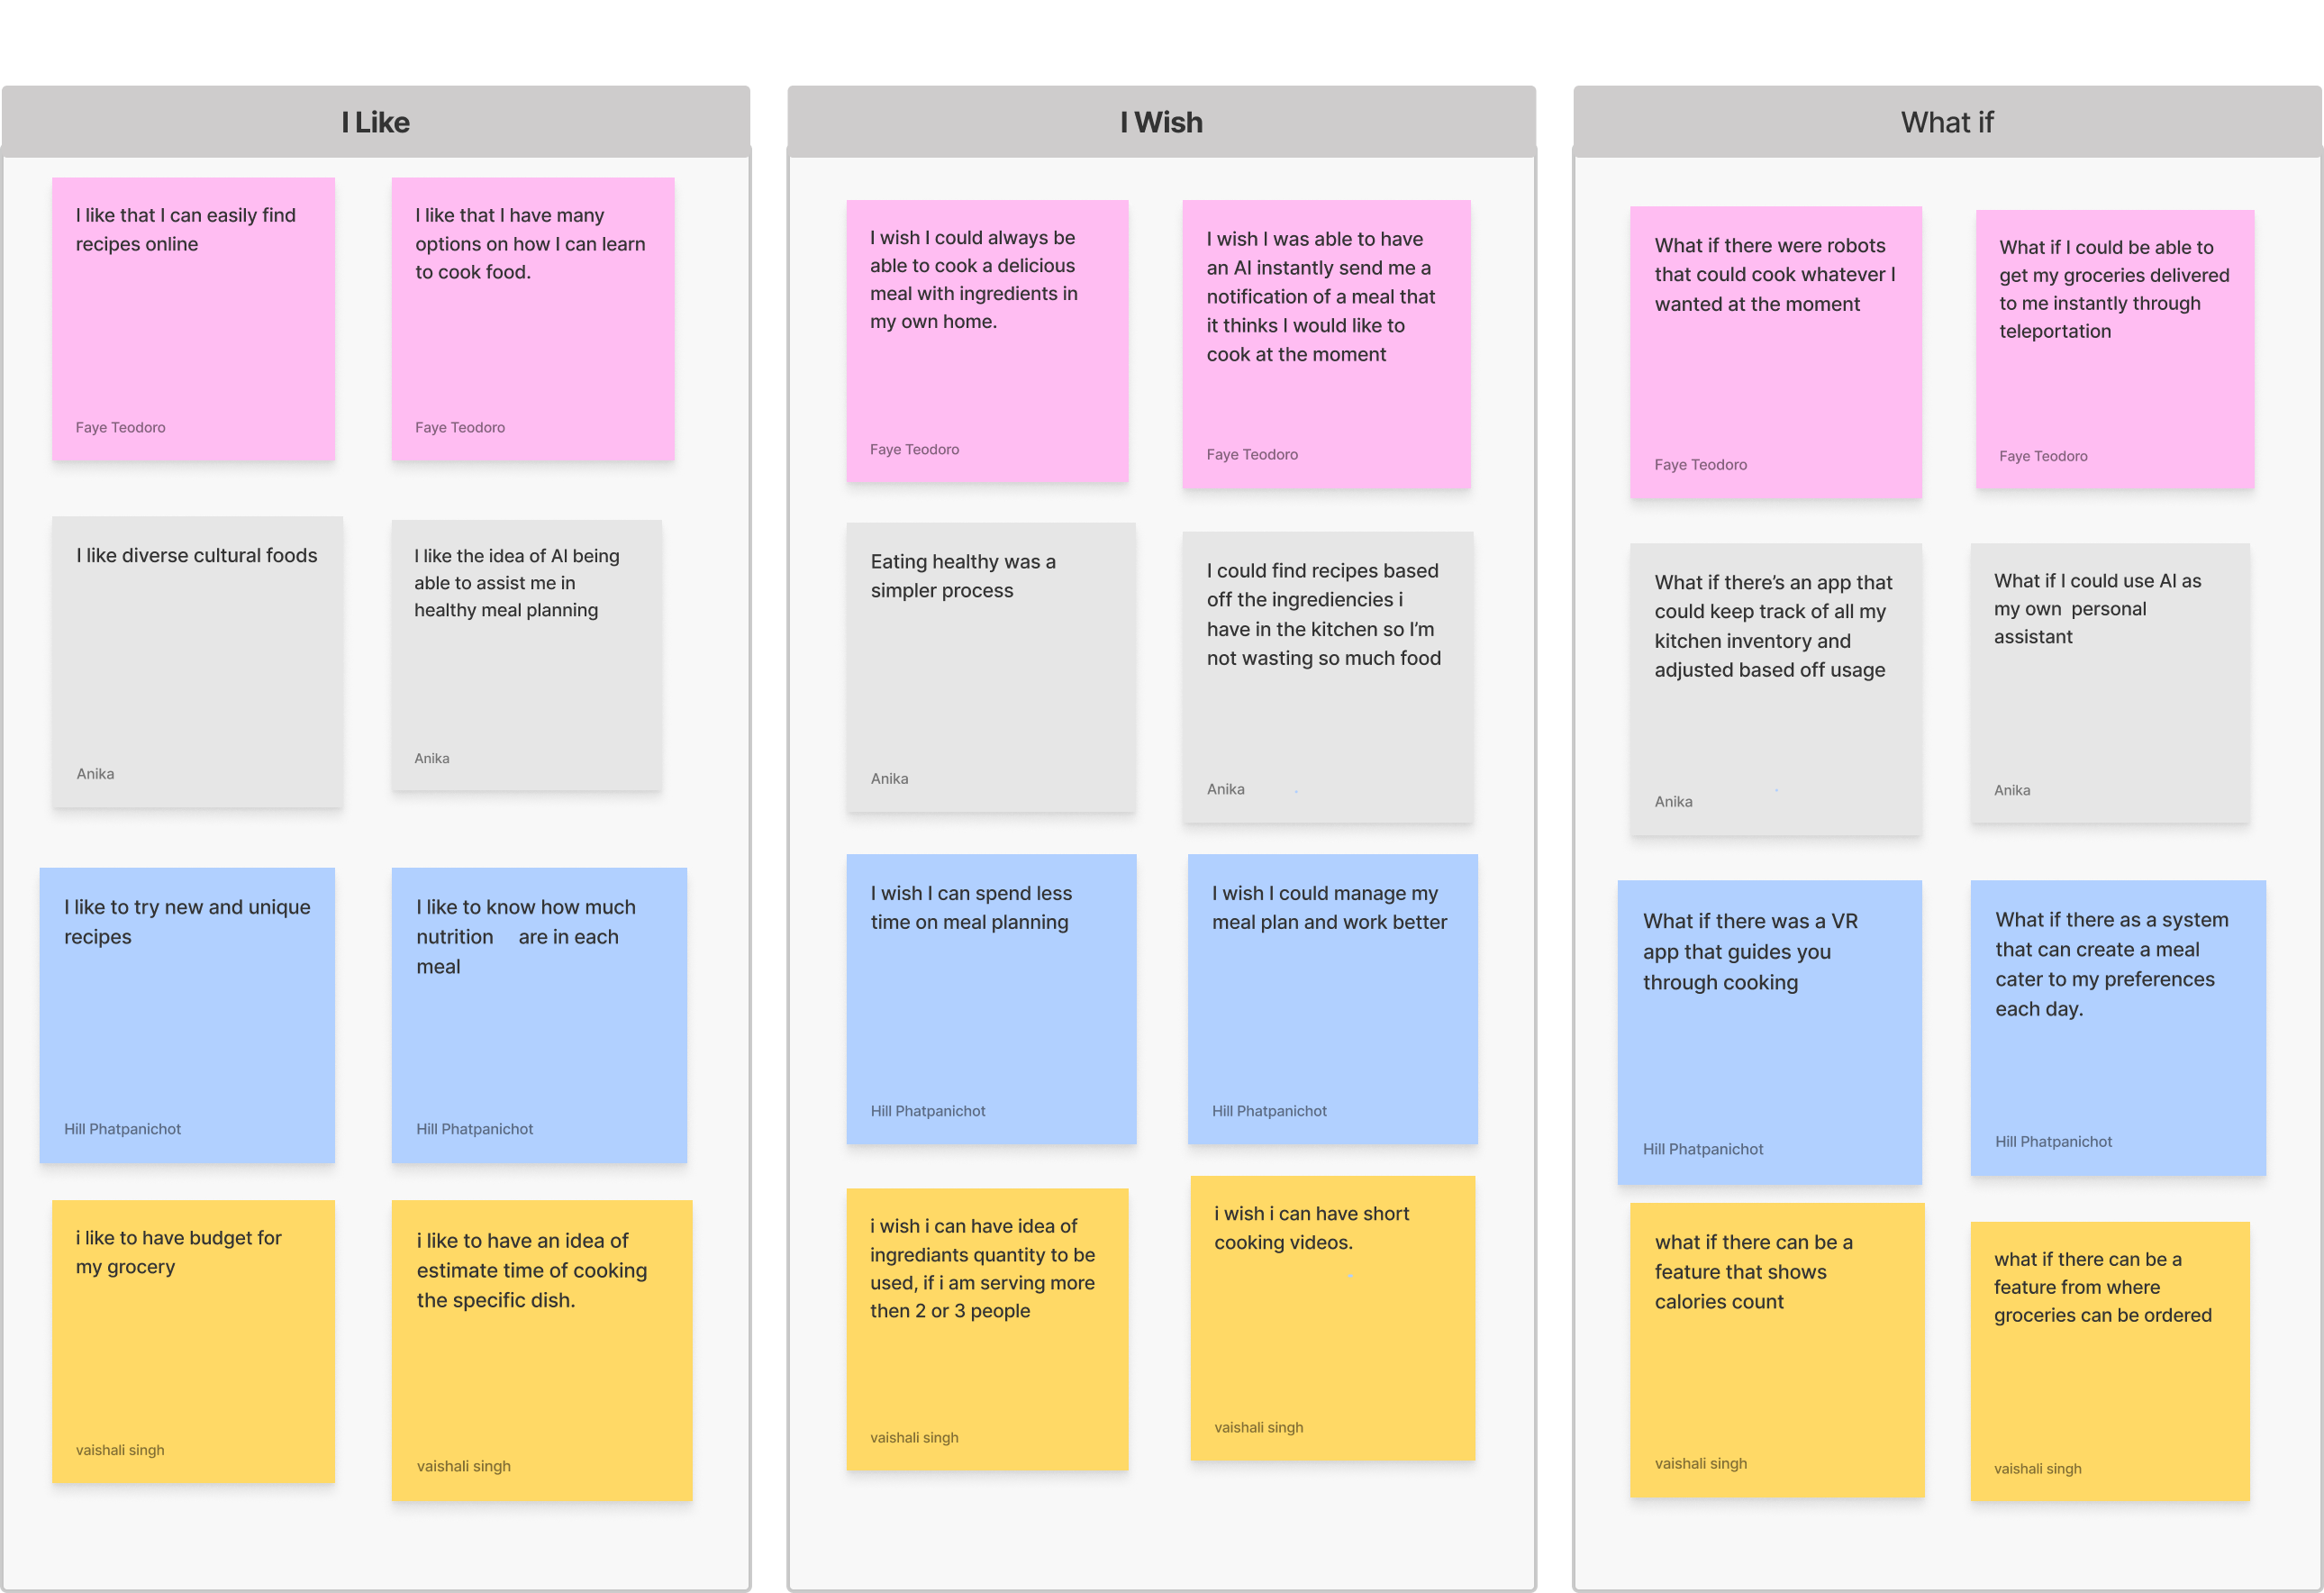 I Like
I like that I can easily find
recipes online
Faye Teodoro
I like that I have many
options on how I can learn
to cook food.
Faye Teodoro
I like diverse cultural foods
Anika
I like the idea of AI being
able to assist me in
healthy meal planning
Anika
I like to try new and unique
recipes
Hill Phatpanichot
I like to know how much
nutrition are in each
meal
Hill Phatpanichot
i like to have budget for
my grocery
vaishali singh
i like to have an idea of
estimate time of cooking
the specific dish.
vaishali singh
I Wish
I wish I could always be
able to cook a delicious
meal with ingredients in
my own home.
Faye Teodoro
I wish I was able to have
an AI instantly send me a
notification of a meal that
it thinks I would like to
cook at the moment
Faye Teodoro
Eating healthy was a
simpler process
Anika
I could find recipes based
off the ingrediencies i
have in the kitchen so I’m
not wasting so much food
Anika
I wish I can spend less
time on meal planning
Hill Phatpanichot
I wish I could manage my
meal plan and work better
Hill Phatpanichot
i wish i can have idea of
ingrediants quantity to be
used, if i am serving more
then 2 or 3 people
vaishali singh
i wish i can have short
cooking videos.
vaishali singh
What if
What if there were robots
that could cook whatever I
wanted at the moment
Faye Teodoro
What if I could be able to
get my groceries delivered
to me instantly through
teleportation
Faye Teodoro
What if there’s an app that
could keep track of all my
kitchen inventory and
adjusted based off usage
Anika
What if I could use AI as
my own personal
assistant
Anika
What if there was a VR
app that guides you
through cooking
Hill Phatpanichot
What if there as a system
that can create a meal
cater to my preferences
each day.
Hill Phatpanichot
what if there can be a
feature that shows
calories count
vaishali singh
what if there can be a
feature from where
groceries can be ordered
vaishali singh